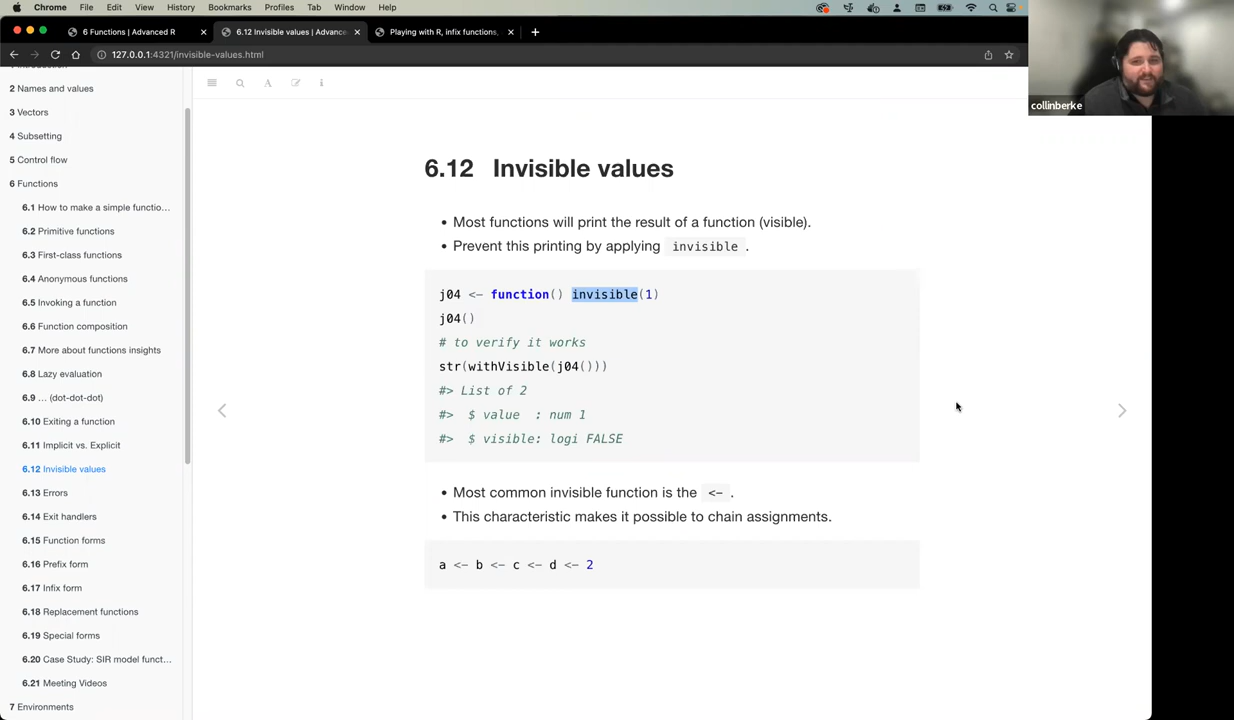 Chrome File Edit View History Bookmarks Profiles Tab Window Help
6 Functions | Advanced R
6.12 Invisible values | Advance
Playing with R, infix functions,
127.0.0.1:4321/invisible-values.html
collinberke
2 Names and values
3 Vectors
4 Subsetting
5 Control flow
6 Functions
6.1 How to make a simple functio…
6.2 Primitive functions
6.3 First-class functions
6.4 Anonymous functions
6.5 Invoking a function
6.6 Function composition
6.7 More about functions insights
6.8 Lazy evaluation
6.9 … (dot-dot-dot)
6.10 Exiting a function
6.11 Implicit vs. Explicit
6.12 Invisible values
6.13 Errors
6.14 Exit handlers
6.15 Function forms
6.16 Prefix form
6.17 Infix form
6.18 Replacement functions
6.19 Special forms
6.20 Case Study: SIR model funct…
6.21 Meeting Videos
7 Environments
6.12 Invisible values
• Most functions will print the result of a function (visible).
• Prevent this printing by applying invisible .
j04 <- function() invisible(1)
j04()
# to verify it works
str(withVisible(j04()))
#> List of 2
#> $ value : num 1
#> $ visible: logi FALSE
• Most common invisible function is the <- .
• This characteristic makes it possible to chain assignments.
a <- b <- c <- d <- 2